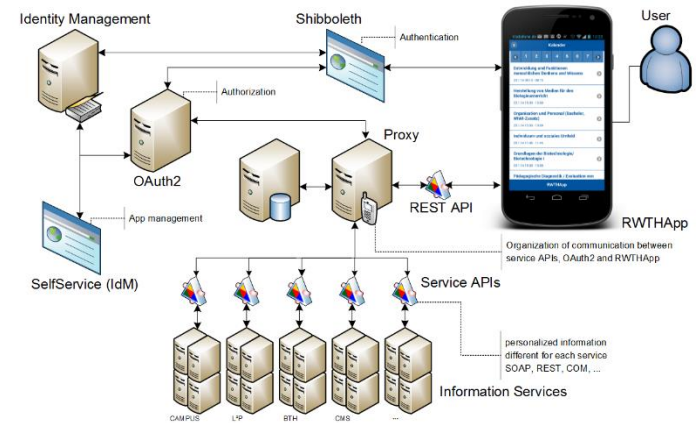 Identity Management
Shibboleth
User
Authentication
Kalender
Authorization
OAuth2
Proxy
REST API
RWTHApp
RWTHApp
App management
SelfService (IdM)
Organization of communication between
service APIs, OAuth2 and RWTHApp
Service APIs
personalized information
different for each service
SOAP, REST, COM, ...
Information Services
CAMPUS
L²P
BTH
CMS
...